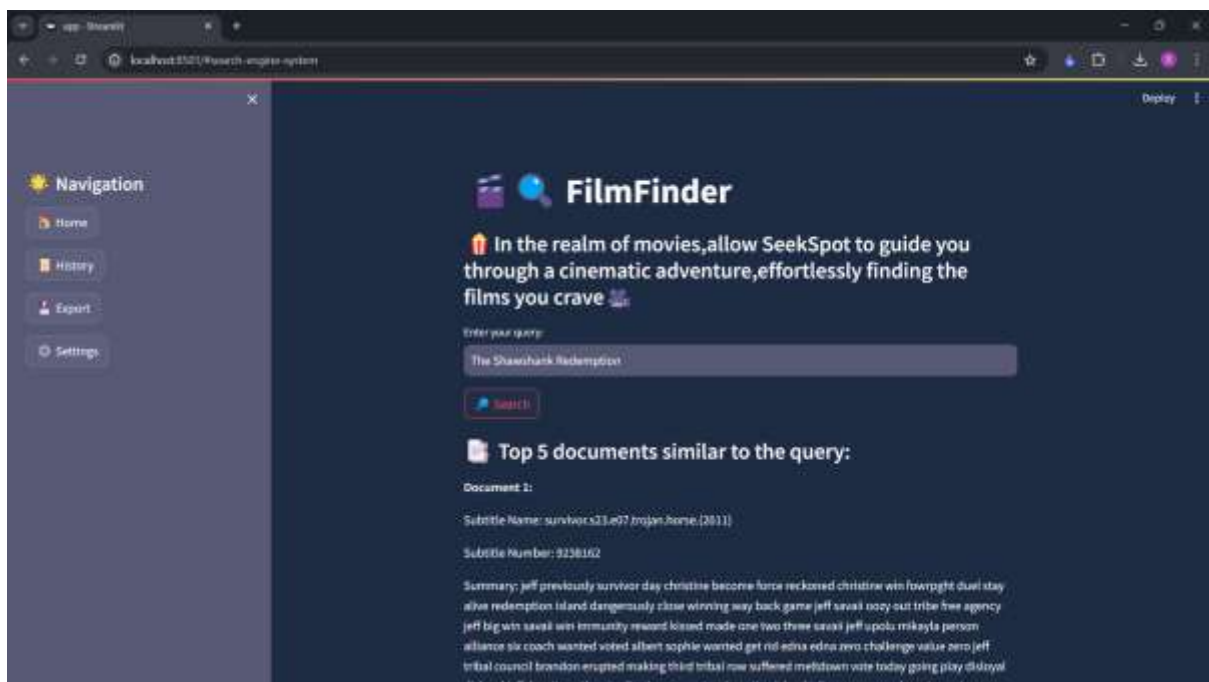 app · Streamlit
localhost:8501/#search-engine-system
Deploy
Navigation
Home
History
Export
Settings
FilmFinder
In the realm of movies,allow SeekSpot to guide you
through a cinematic adventure,effortlessly finding the
films you crave
Enter your query:
The Shawshank Redemption
Search
Top 5 documents similar to the query:
Document 1:
Subtitle Name: survivor.s23.e07.trojan.horse.(2011)
Subtitle Number: 9238162
Summary: jeff previously survivor day christine become force reckoned christine win duel stay
alive redemption island dangerously close winning way back game jeff savaii ozzy out tribe free agency
jeff big win savaii win immunity reward kissed made one two three savaii jeff upolu mikayla person
alliance six coach wanted voted albert sophie wanted get rid edna edna zero challenge value zero jeff
tribal council brandon erupted making third tribal row suffered meltdown vote today going play disloyal